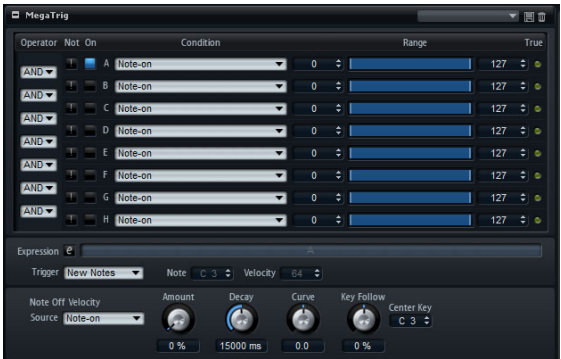 MegaTrig
Operator Not On Condition Range True
! A Note-on 0 127
AND
! B Note-on 0 127
AND
! C Note-on 0 127
AND
! D Note-on 0 127
AND
! E Note-on 0 127
AND
! F Note-on 0 127
AND
! G Note-on 0 127
AND
! H Note-on 0 127
Expression e A
Trigger New Notes Note C 3 Velocity 64
Note Off Velocity Amount Decay Curve Key Follow
Center Key
Source Note-on C 3
0 % 15000 ms 0.0 0 %